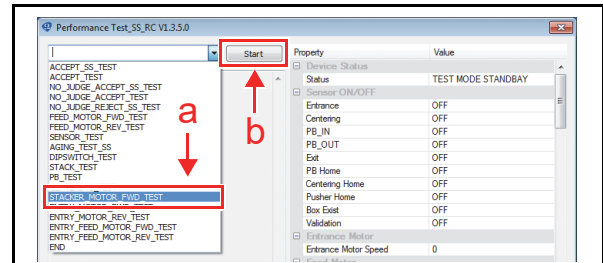 Performance Test_SS_RC V1.3.5.0
Start
ACCEPT_SS_TEST
ACCEPT_TEST
NO_JUDGE_ACCEPT_SS_TEST
NO_JUDGE_ACCEPT_TEST
NO_JUDGE_REJECT_SS_TEST
FEED_MOTOR_FWD_TEST
FEED_MOTOR_REV_TEST
SENSOR_TEST
AGING_TEST_SS
DIPSWITCH_TEST
STACK_TEST
PB_TEST
STACKER_MOTOR_FWD_TEST
ENTRY_MOTOR_REV_TEST
ENTRY_FEED_MOTOR_FWD_TEST
ENTRY_FEED_MOTOR_REV_TEST
END
a
b
Property Value
Device Status
Status TEST MODE STANDBAY
Sensor ON/OFF
Entrance OFF
Centering OFF
PB_IN OFF
PB_OUT OFF
Exit OFF
PB Home OFF
Centering Home OFF
Pusher Home OFF
Box Exist OFF
Validation OFF
Entrance Motor
Entrance Motor Speed 0